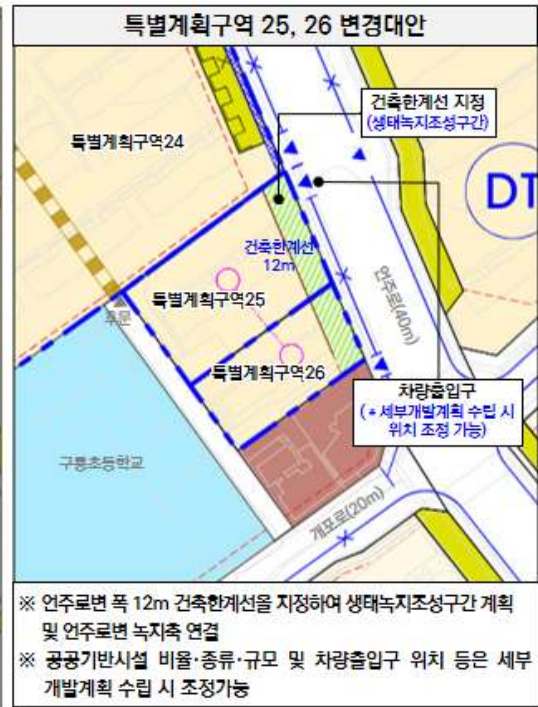 특별계획구역 25, 26 변경대안
건축한계선 지정
(생태녹지조성구간)
특별계획구역24
DT
건축한계선
12m
언주로(40m)
특별계획구역25
후문
특별계획구역26
차량출입구
(* 세부개발계획 수립 시
위치 조정 가능)
구룡초등학교
개포로(20m)
※ 언주로변 폭 12m 건축한계선을 지정하여 생태녹지조성구간 계획
및 언주로변 녹지축 연결
※ 공공기반시설 비율·종류·규모 및 차량출입구 위치 등은 세부
개발계획 수립 시 조정가능